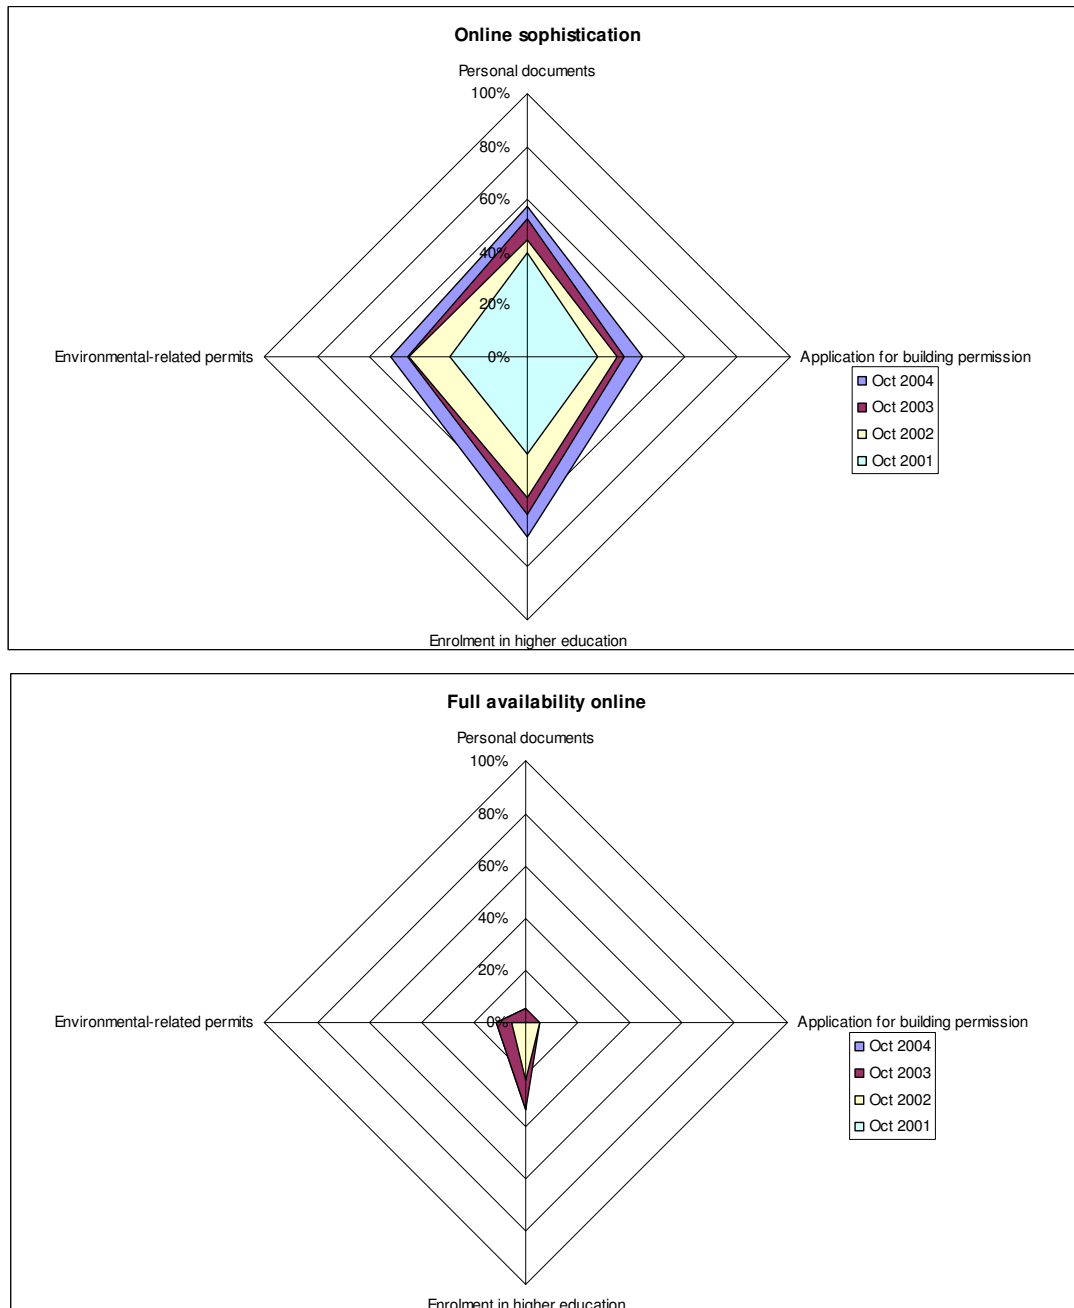 Online sophistication
Personal documents
100%
80%
60%
40%
20%
0%
Environmental-related permits
Application for building permission
Oct 2004
Oct 2003
Oct 2002
Oct 2001
Enrolment in higher education
Full availability online
Personal documents
100%
80%
60%
40%
20%
0%
Environmental-related permits
Application for building permission
Oct 2004
Oct 2003
Oct 2002
Oct 2001
Enrolment in higher education